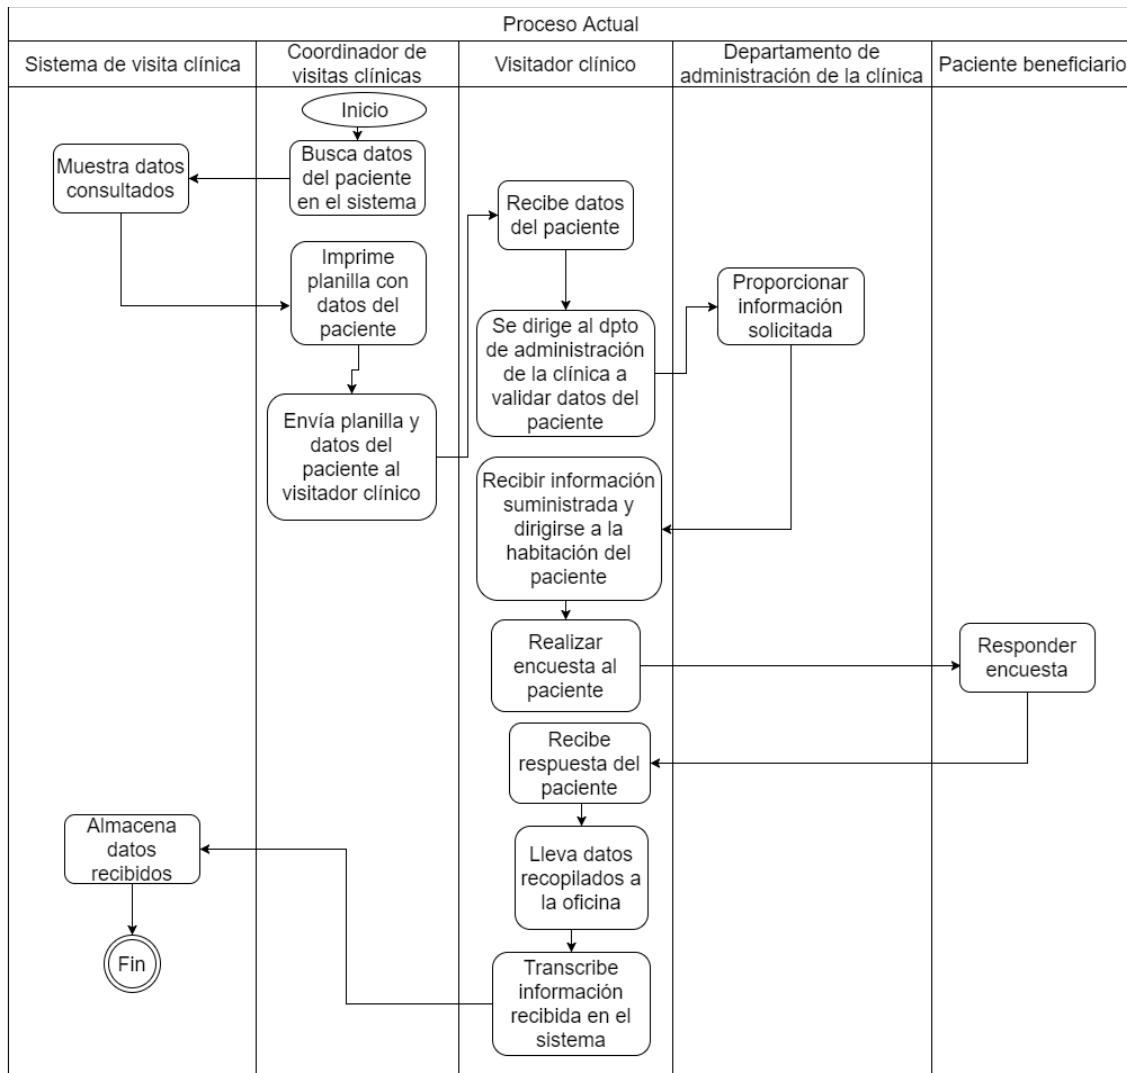 Proceso Actual
Sistema de visita clínica
Coordinador de
visitas clínicas
Visitador clínico
Departamento de
administración de la clínica
Paciente beneficiario
Inicio
Busca datos
del paciente
en el sistema
Muestra datos
consultados
Imprime
planilla con
datos del
paciente
Envía planilla y
datos del
paciente al
visitador clínico
Recibe datos
del paciente
Se dirige al dpto
de administración
de la clínica a
validar datos del
paciente
Proporcionar
información
solicitada
Recibir información
suministrada y
dirigirse a la
habitación del
paciente
Realizar
encuesta al
paciente
Responder
encuesta
Recibe
respuesta del
paciente
Lleva datos
recopilados a
la oficina
Transcribe
información
recibida en el
sistema
Almacena
datos
recibidos
Fin